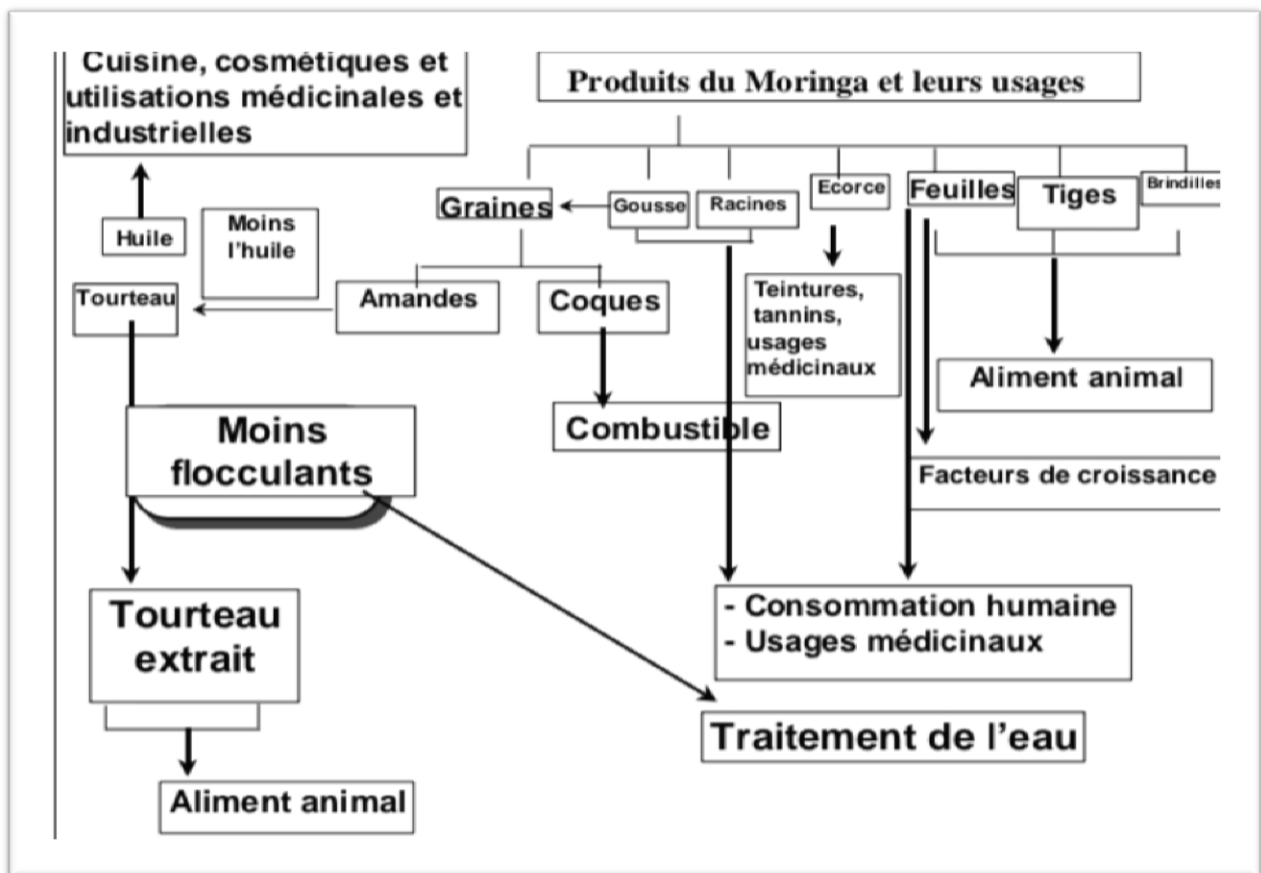 Cuisine, cosmétiques et
utilisations médicinales et
industrielles
Produits du Moringa et leurs usages
Graines
Gousse
Racines
Ecorce
Feuilles
Tiges
Brindilles
Huile
Moins
l'huile
Tourteau
Amandes
Coques
Teintures,
tannins,
usages
médicinaux
Aliment animal
Combustible
Moins
flocculants
Facteurs de croissance
Tourteau
extrait
- Consommation humaine
- Usages médicinaux
Traitement de l'eau
Aliment animal